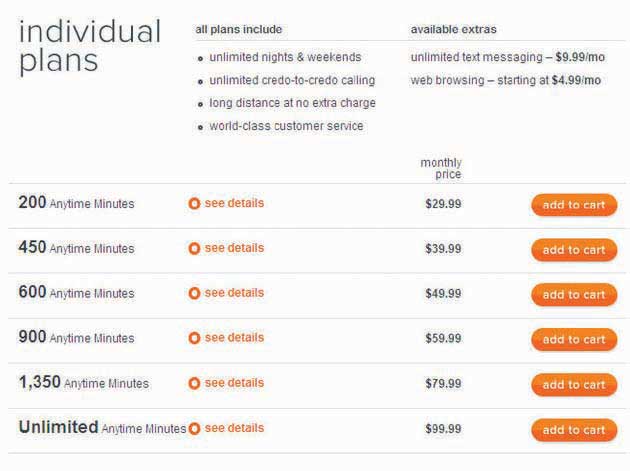 individual
plans
all plans include
unlimited nights & weekends
unlimited credo-to-credo calling
long distance at no extra charge
world-class customer service
available extras
unlimited text messaging – $9.99/mo
web browsing – starting at $4.99/mo
monthly
price
200 Anytime Minutes see details $29.99 add to cart
450 Anytime Minutes see details $39.99 add to cart
600 Anytime Minutes see details $49.99 add to cart
900 Anytime Minutes see details $59.99 add to cart
1,350 Anytime Minutes see details $79.99 add to cart
Unlimited Anytime Minutes see details $99.99 add to cart